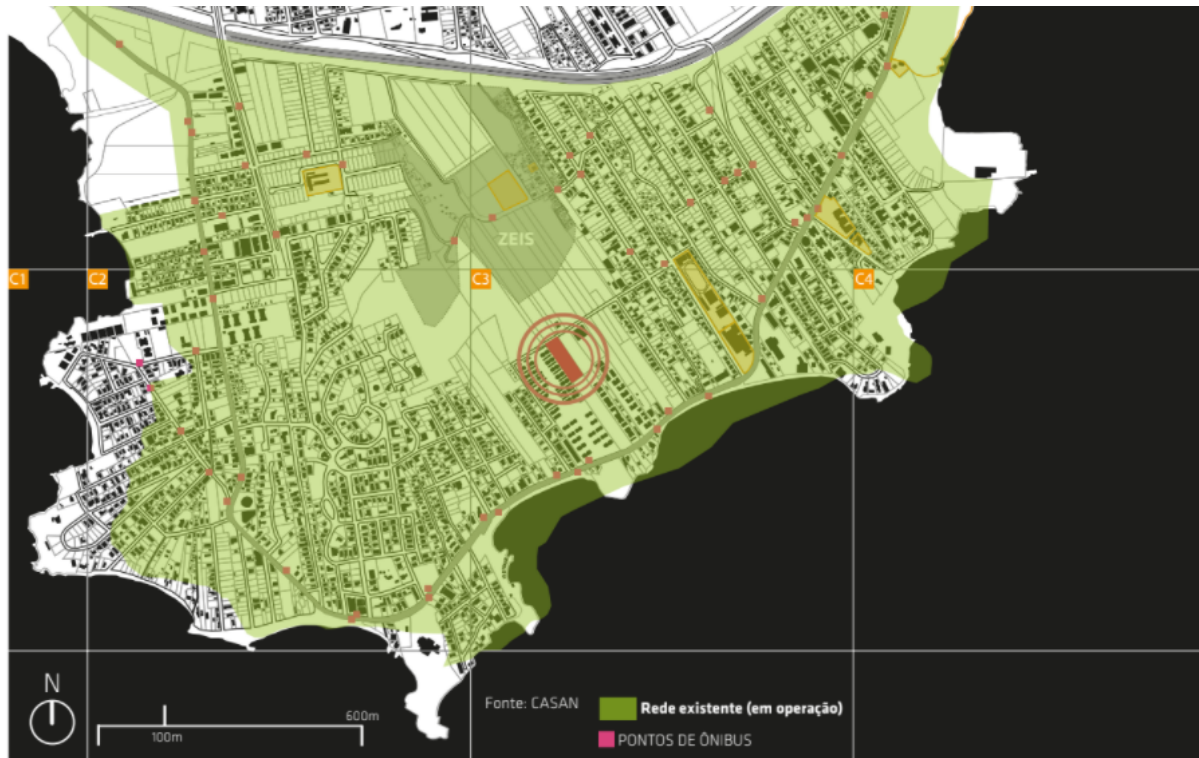 ZEIS
C1
C2
C3
C4
N
100m
600m
Fonte: CASAN
Rede existente (em operação)
PONTOS DE ÔNIBUS